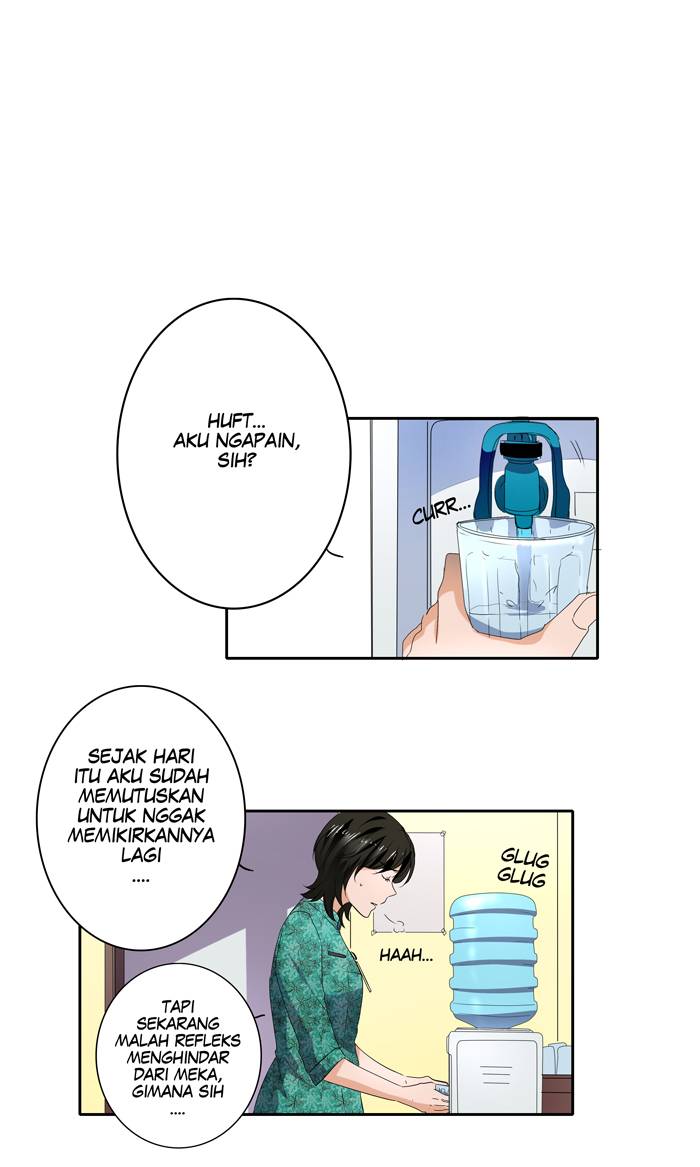 HUFT...
AKU NGAPAIN,
SIH?
CURR...
SEJAK HARI
ITU AKU SUDAH
MEMUTUSKAN
UNTUK NGGAK
MEMIKIRKANNYA
LAGI
....
GLUG
GLUG
HAAH...
TAPI
SEKARANG
MALAH REFLEKS
MENGHINDAR
DARI MEKA,
GIMANA SIH
....